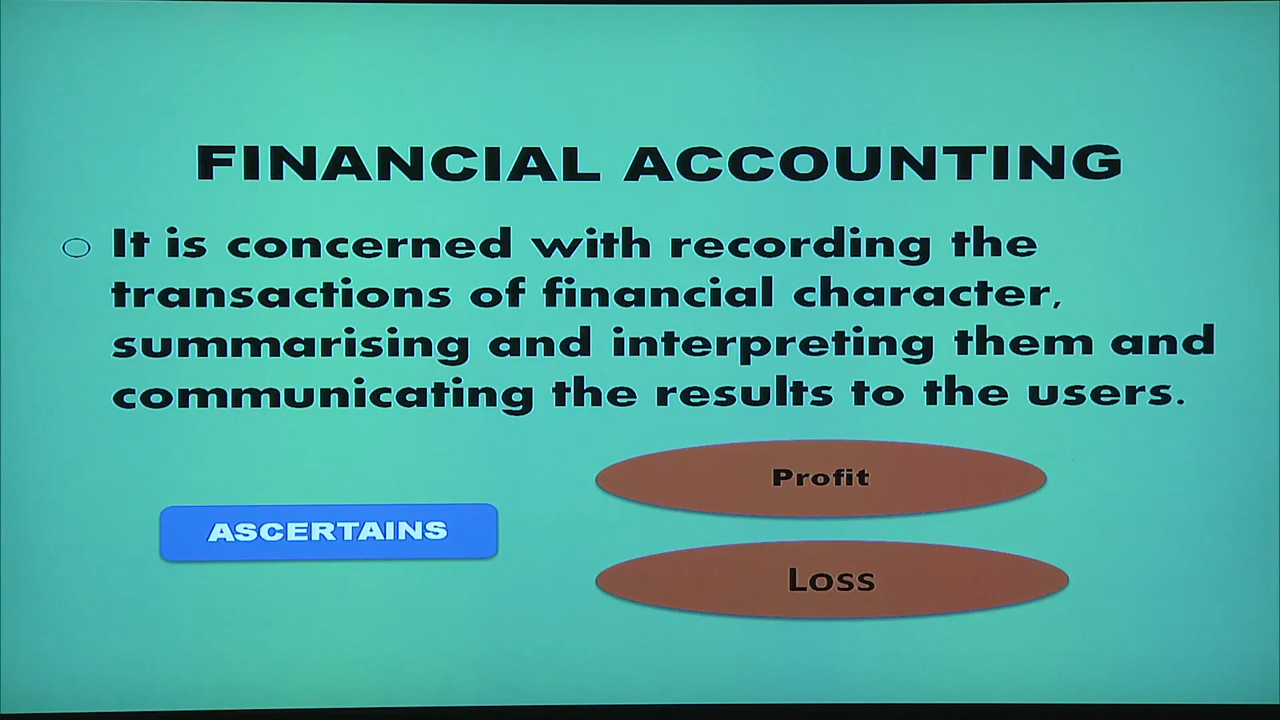 FINANCIAL ACCOUNTING
It is concerned with recording the
transactions of financial character,
summarising and interpreting them and
communicating the results to the users.
Profit
ASCERTAINS
Loss